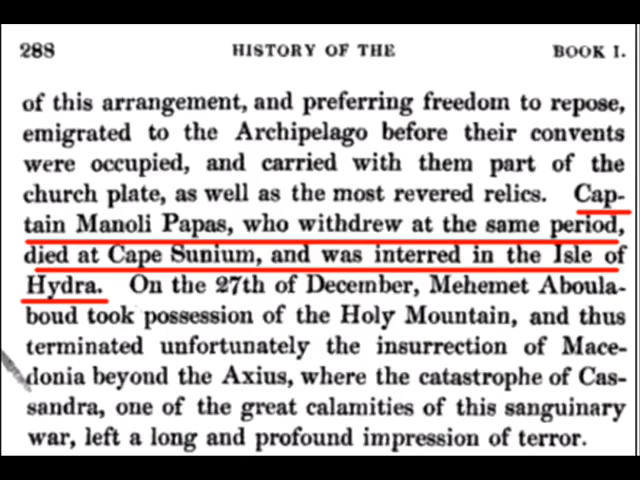 288 HISTORY OF THE BOOK I.
of this arrangement, and preferring freedom to repose,
emigrated to the Archipelago before their convents
were occupied, and carried with them part of the
church plate, as well as the most revered relics. Cap-
tain Manoli Papas, who withdrew at the same period,
died at Cape Sunium, and was interred in the Isle of
Hydra. On the 27th of December, Mehemet Aboula-
boud took possession of the Holy Mountain, and thus
terminated unfortunately the insurrection of Mace-
donia beyond the Axius, where the catastrophe of Cas-
sandra, one of the great calamities of this sanguinary
war, left a long and profound impression of terror.